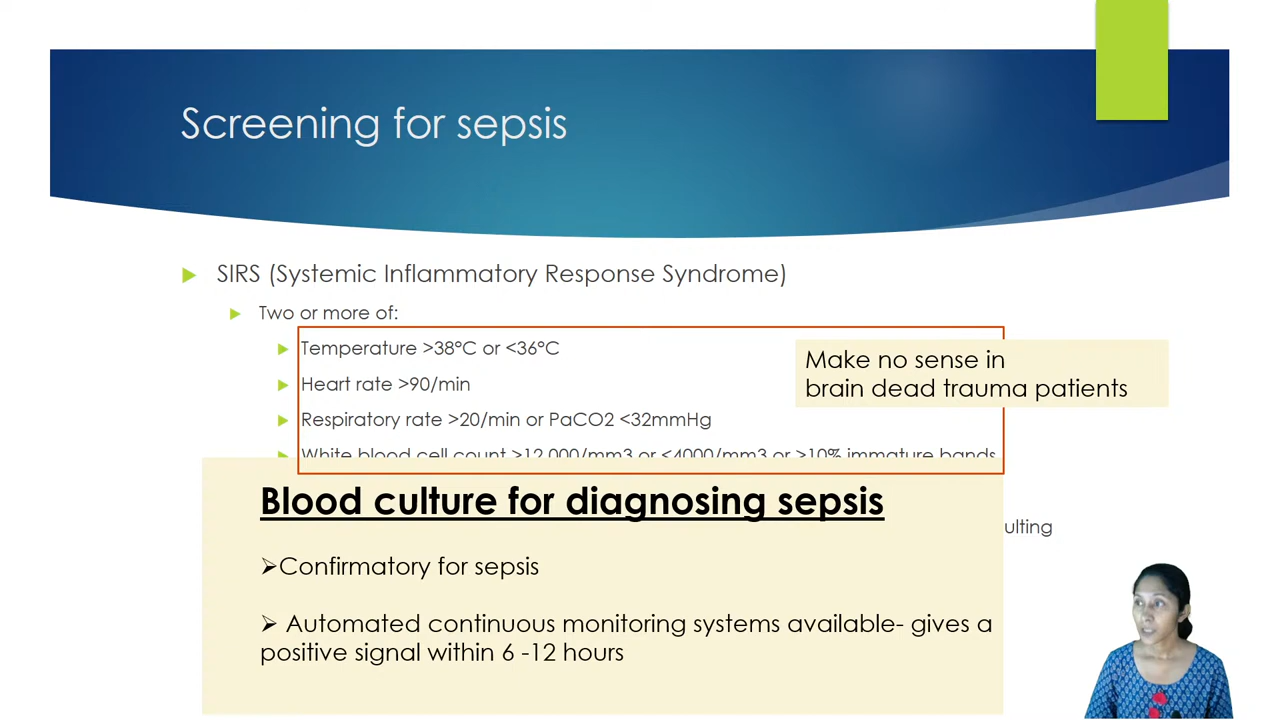 Screening for sepsis
SIRS (Systemic Inflammatory Response Syndrome)
Two or more of:
Temperature >38°C or <36°C
Make no sense in
brain dead trauma patients
Heart rate >90/min
Respiratory rate >20/min or PaCO2 <32mmHg
White blood cell count >12,000/mm3 or <4000/mm3 or >10% immature bands
Blood culture for diagnosing sepsis
ulting
➢Confirmatory for sepsis
➢ Automated continuous monitoring systems available- gives a
positive signal within 6 -12 hours